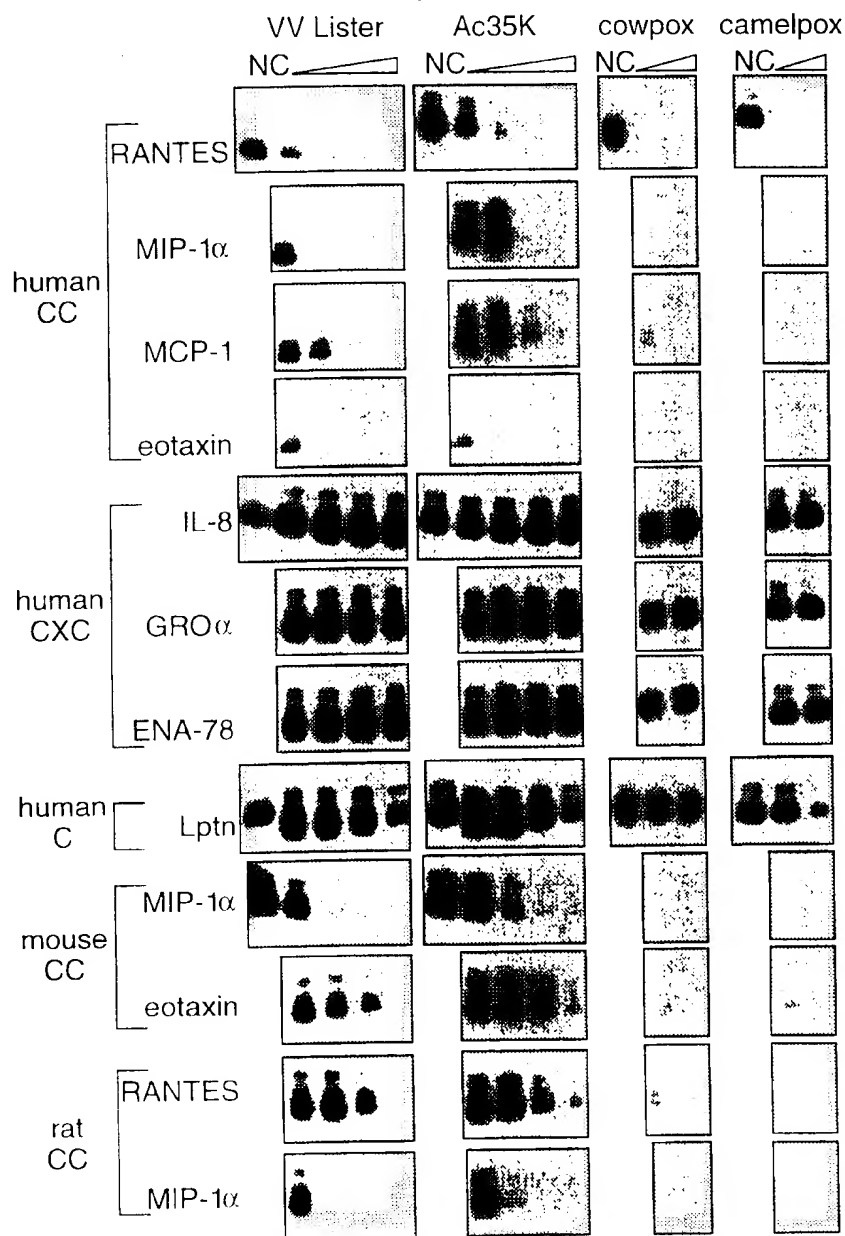 VV Lister Ac35K cowpox camelpox
NC NC NC NC
RANTES
MIP-1α
human
CC
MCP-1
eotaxin
IL-8
human
CXC
GROα
ENA-78
human
C
Lptn
MIP-1α
mouse
CC
eotaxin
RANTES
rat
CC
MIP-1α